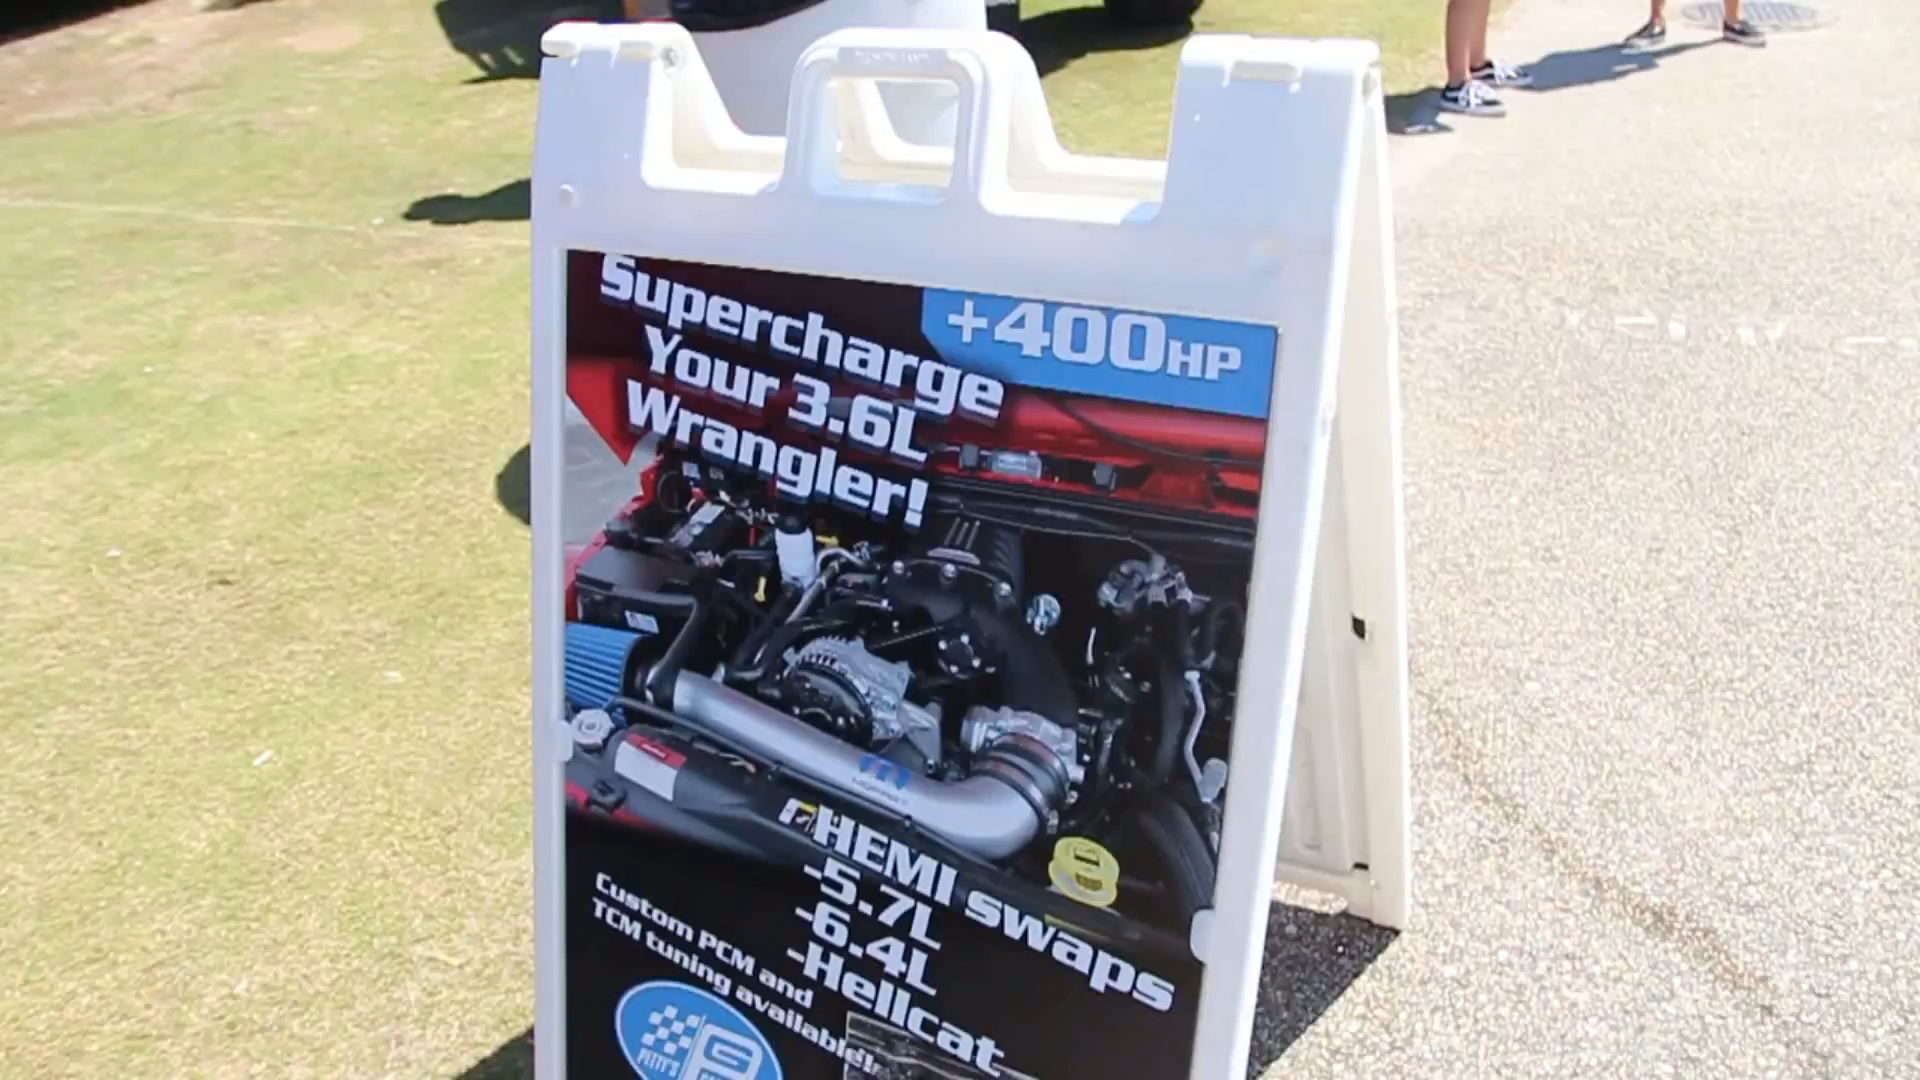 Supercharge
Your 3.6L
Wrangler!
+400HP
HEMI swaps
-5.7L
-6.4L
-Hellcat
Custom PCM and
TCM tuning available!
PETTY'S